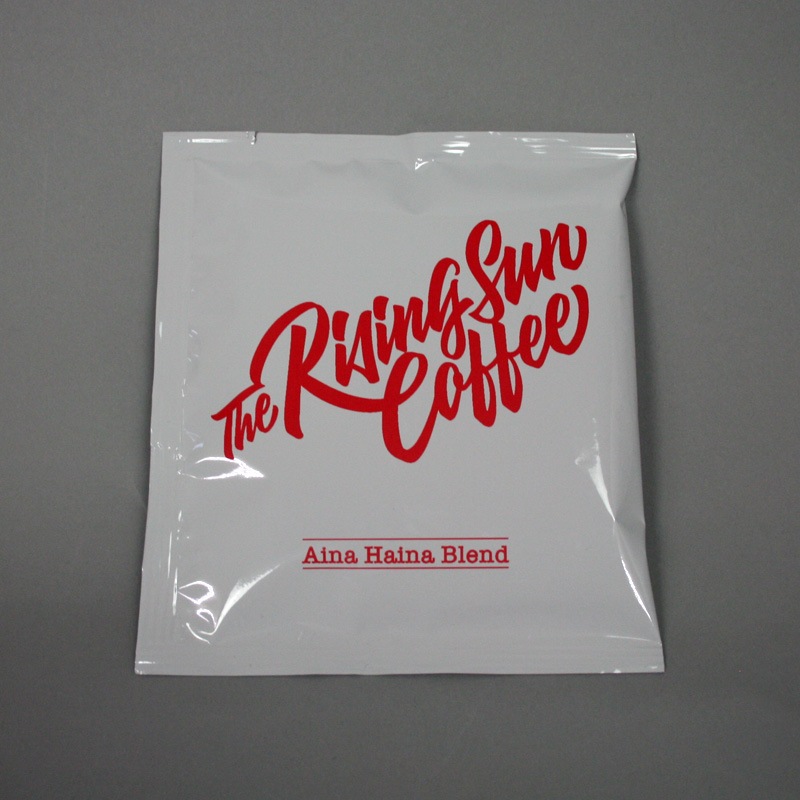 The Rising Sun
Coffee
Aina Haina Blend